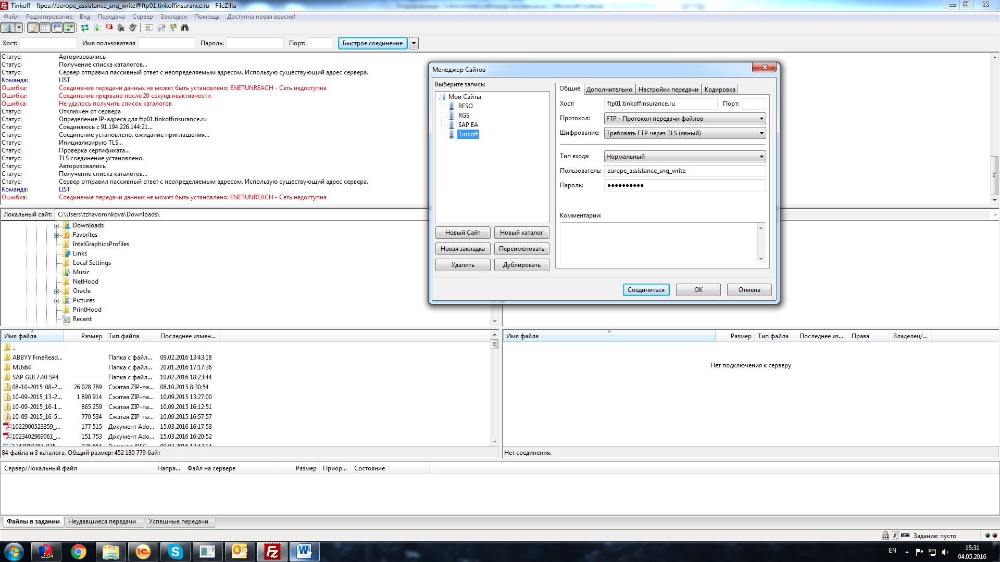 Tinkoff - ftpes://europe_assistance_sng_write@ftp01.tinkoffinsurance.ru - FileZilla
Файл Редактирование Вид Передача Сервер Закладки Помощь Доступна новая версия!
Хост: Имя пользователя Пароль: Порт: Быстрое соединение
Статус: Авторизовались
Статус: Получение списка каталогов...
Статус: Сервер отправил пассивный ответ с неопределяемым адресом. Использую существующий адрес сервера.
Команда: LIST
Ошибка: Соединение передачи данных не может быть установлено: ENETUNREACH - Сеть недоступна
Ошибка: Соединение прервано после 20 секунд неактивности
Ошибка: Не удалось получить список каталогов
Статус: Отключен от сервера
Статус: Определение IP-адреса для ftp01.tinkoffinsurance.ru
Статус: Соединяюсь с 91.194.226.144:21...
Статус: Соединение установлено, ожидание приглашения...
Статус: Инициализирую TLS...
Статус: Проверка сертификата...
Статус: TLS соединение установлено.
Статус: Авторизовались
Статус: Получение списка каталогов...
Статус: Сервер отправил пассивный ответ с неопределяемым адресом. Использую существующий адрес сервера.
Команда: LIST
Ошибка: Соединение передачи данных не может быть установлено: ENETUNREACH - Сеть недоступна
Менеджер Сайтов
Выберите запись:
Мои Сайты
RESO
RGS
SAP EA
Tinkoff
Новый Сайт Новый каталог
Новая закладка Переименовать
Удалить Дублировать
Общие Дополнительно Настройки передачи Кодировка
Хост: ftp01.tinkoffinsurance.ru Порт:
Протокол: FTP - Протокол передачи файлов
Шифрование: Требовать FTP через TLS (явный)
Тип входа: Нормальный
Пользователь: europe_assistance_sng_write
Пароль: ●●●●●●●●●●
Комментарии:
Соединиться OK Отмена
Локальный сайт: C:\Users\tzhavoronkova\Downloads\
Downloads
Favorites
IntelGraphicsProfiles
Links
Local Settings
Music
NetHood
Oracle
Pictures
PrintHood
Recent
Имя файла Размер Тип файла Последнее измен...
..
ABBYY FineRead... Папка с файл... 09.02.2016 13:43:18
MUx64 Папка с файл... 20.01.2016 17:17:36
SAP GUI 7.40 SP4 Папка с файл... 10.02.2016 18:23:44
08-10-2015_08-2... 26 028 789 Сжатая ZIP-па... 08.10.2015 8:30:54
10-09-2015_13-2... 1 890 914 Сжатая ZIP-па... 10.09.2015 13:27:00
10-09-2015_16-1... 865 259 Сжатая ZIP-па... 10.09.2015 16:12:51
10-09-2015_16-5... 770 534 Сжатая ZIP-па... 10.09.2015 16:57:57
1022900523359_... 177 515 Документ Ado... 15.03.2016 16:17:53
1023402969061_... 151 753 Документ Ado... 15.03.2016 16:20:52
84 файла и 3 каталога. Общий размер: 452 180 779 байт
Имя файла Размер Тип файла Последнее из... Права Владелец/...
Нет подключения к серверу
Нет соединения.
Сервер/Локальный файл Напра... Файл на сервере Размер Приор... Состояние
Файлы в задании Неудавшиеся передачи Успешные передачи
Задание: пусто
EN
15:31
04.05.2016